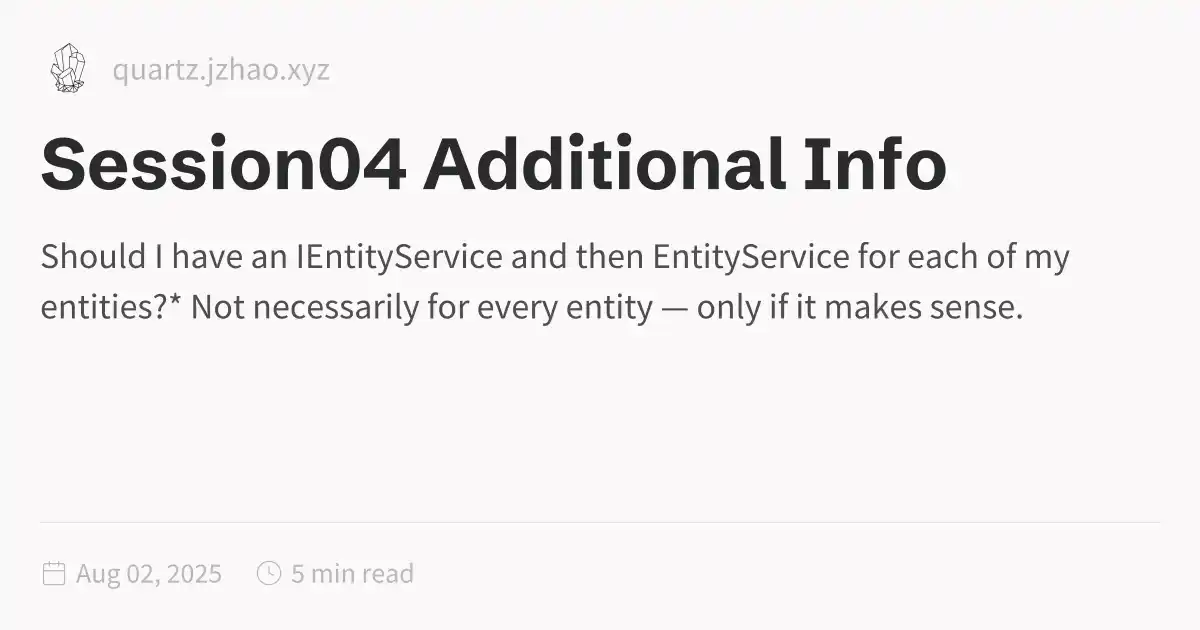 quartz.jzhao.xyz
Session04 Additional Info
Should I have an IEntityService and then EntityService for each of my
entities?* Not necessarily for every entity — only if it makes sense.
Aug 02, 2025 5 min read